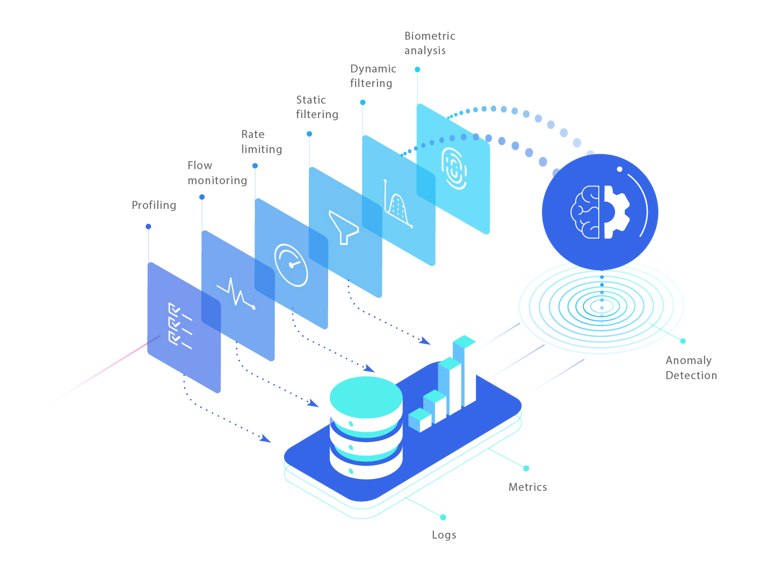 Biometric
analysis
Dynamic
filtering
Static
filtering
Rate
limiting
Flow
monitoring
Profiling
Anomaly
Detection
Metrics
Logs